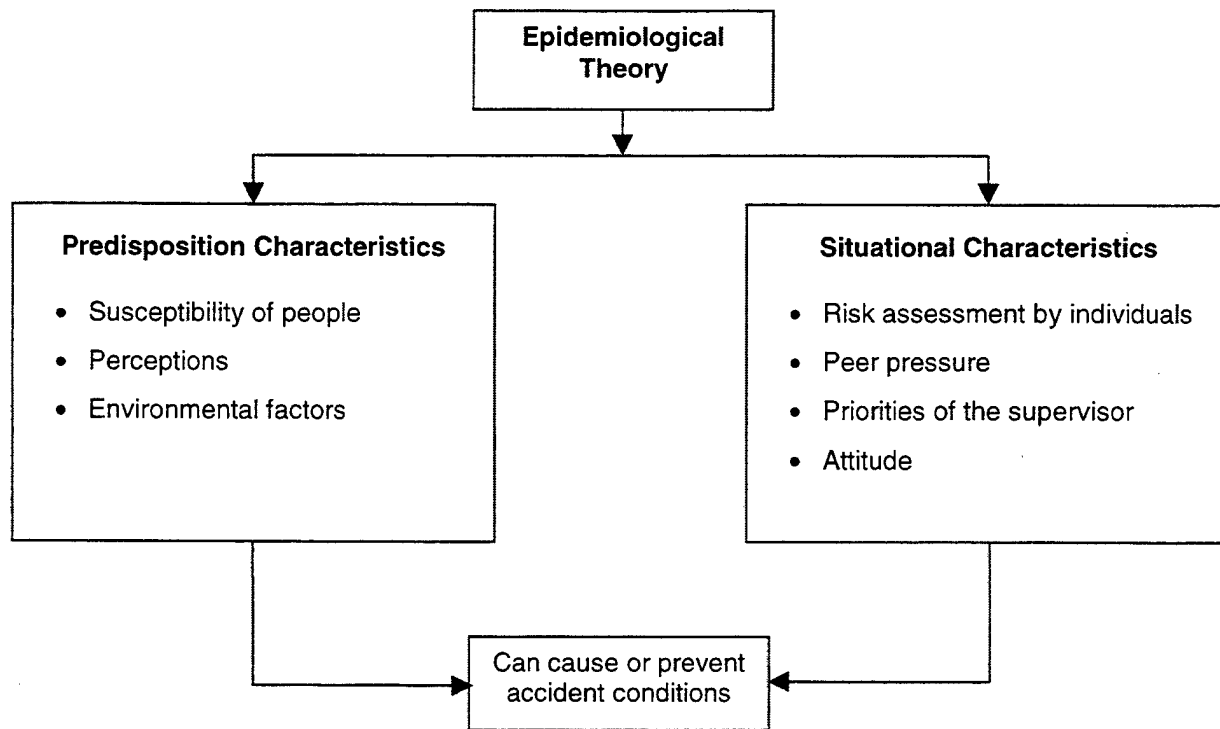 Epidemiological
Theory
Predisposition Characteristics
• Susceptibility of people
• Perceptions
• Environmental factors
Situational Characteristics
• Risk assessment by individuals
• Peer pressure
• Priorities of the supervisor
• Attitude
Can cause or prevent
accident conditions